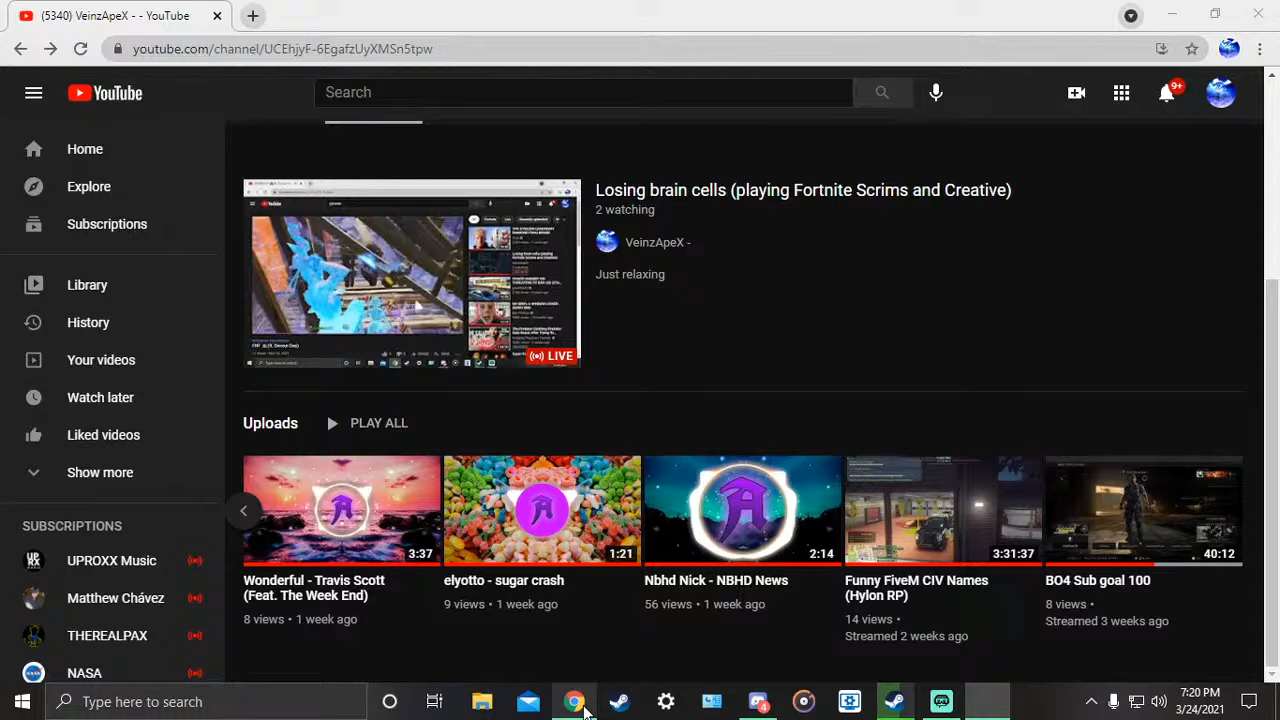 (5340) VeinzApeX - - YouTube
youtube.com/channel/UCEhjyF-6EgafzUyXMSn5tpw
YouTube
Search
9+
Home
Explore
Subscriptions
Library
History
Your videos
Watch later
Liked videos
Show more
SUBSCRIPTIONS
UPROXX Music
Matthew Chávez
THEREALPAX
NASA
Losing brain cells (playing Fortnite Scrims and Creative)
2 watching
VeinzApeX -
Just relaxing
LIVE
Uploads
PLAY ALL
3:37
1:21
2:14
3:31:37
40:12
Wonderful - Travis Scott
(Feat. The Week End)
8 views • 1 week ago
elyotto - sugar crash
9 views • 1 week ago
Nbhd Nick - NBHD News
56 views • 1 week ago
Funny FiveM CIV Names
(Hylon RP)
14 views •
Streamed 2 weeks ago
BO4 Sub goal 100
8 views •
Streamed 3 weeks ago
Type here to search
4
7:20 PM
3/24/2021